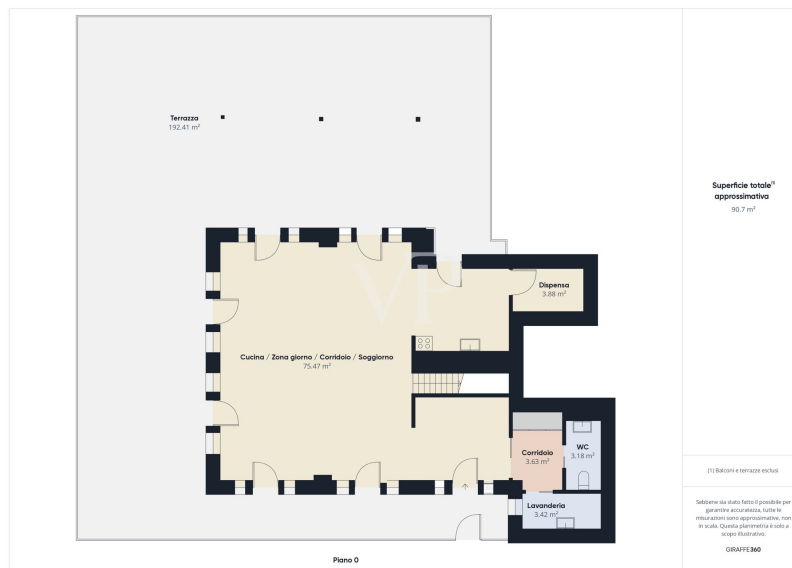 Terrazza
192.41 m²
Superficie totale⁽¹⁾
approssimativa
90.7 m²
VP
Dispensa
3.88 m²
Cucina / Zona giorno / Corridoio / Soggiorno
75.47 m²
Corridoio
3.63 m²
WC
3.18 m²
Lavanderia
3.42 m²
(1) Balconi e terrazze esclusi
Sebbene sia stato fatto il possibile per
garantire accuratezza, tutte le
misurazioni sono approssimative, non
in scala. Questa planimetria è solo a
scopo illustrativo.
GIRAFFE360
Piano 0